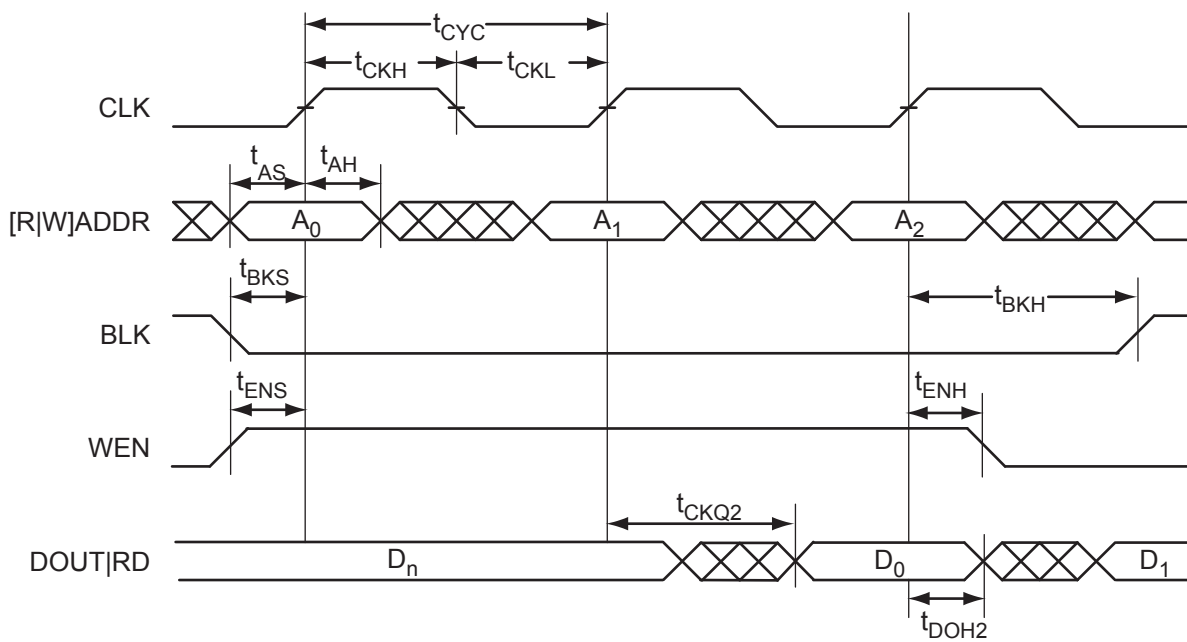 tCYC
tCKH tCKL
CLK
tAS tAH
[R|W]ADDR A0 A1 A2
tBKS tBKH
BLK
tENS tENH
WEN
tCKQ2
DOUT|RD Dn D0 D1
tDOH2